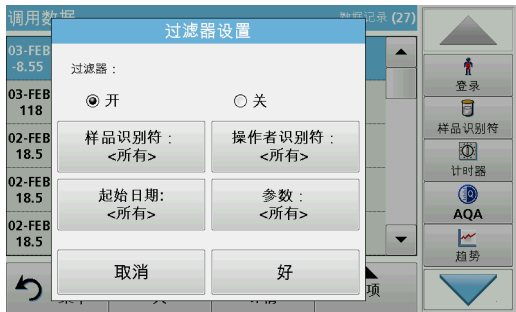 调用数据
数据记录 (27)
过滤器设置
03-FEB
-8.55
过滤器：
开
关
03-FEB
118
样品识别符：
<所有>
操作者识别符：
<所有>
02-FEB
18.5
起始日期:
<所有>
参数：
<所有>
02-FEB
18.5
02-FEB
18.5
取消
好
项
登录
样品识别符
计时器
AQA
趋势